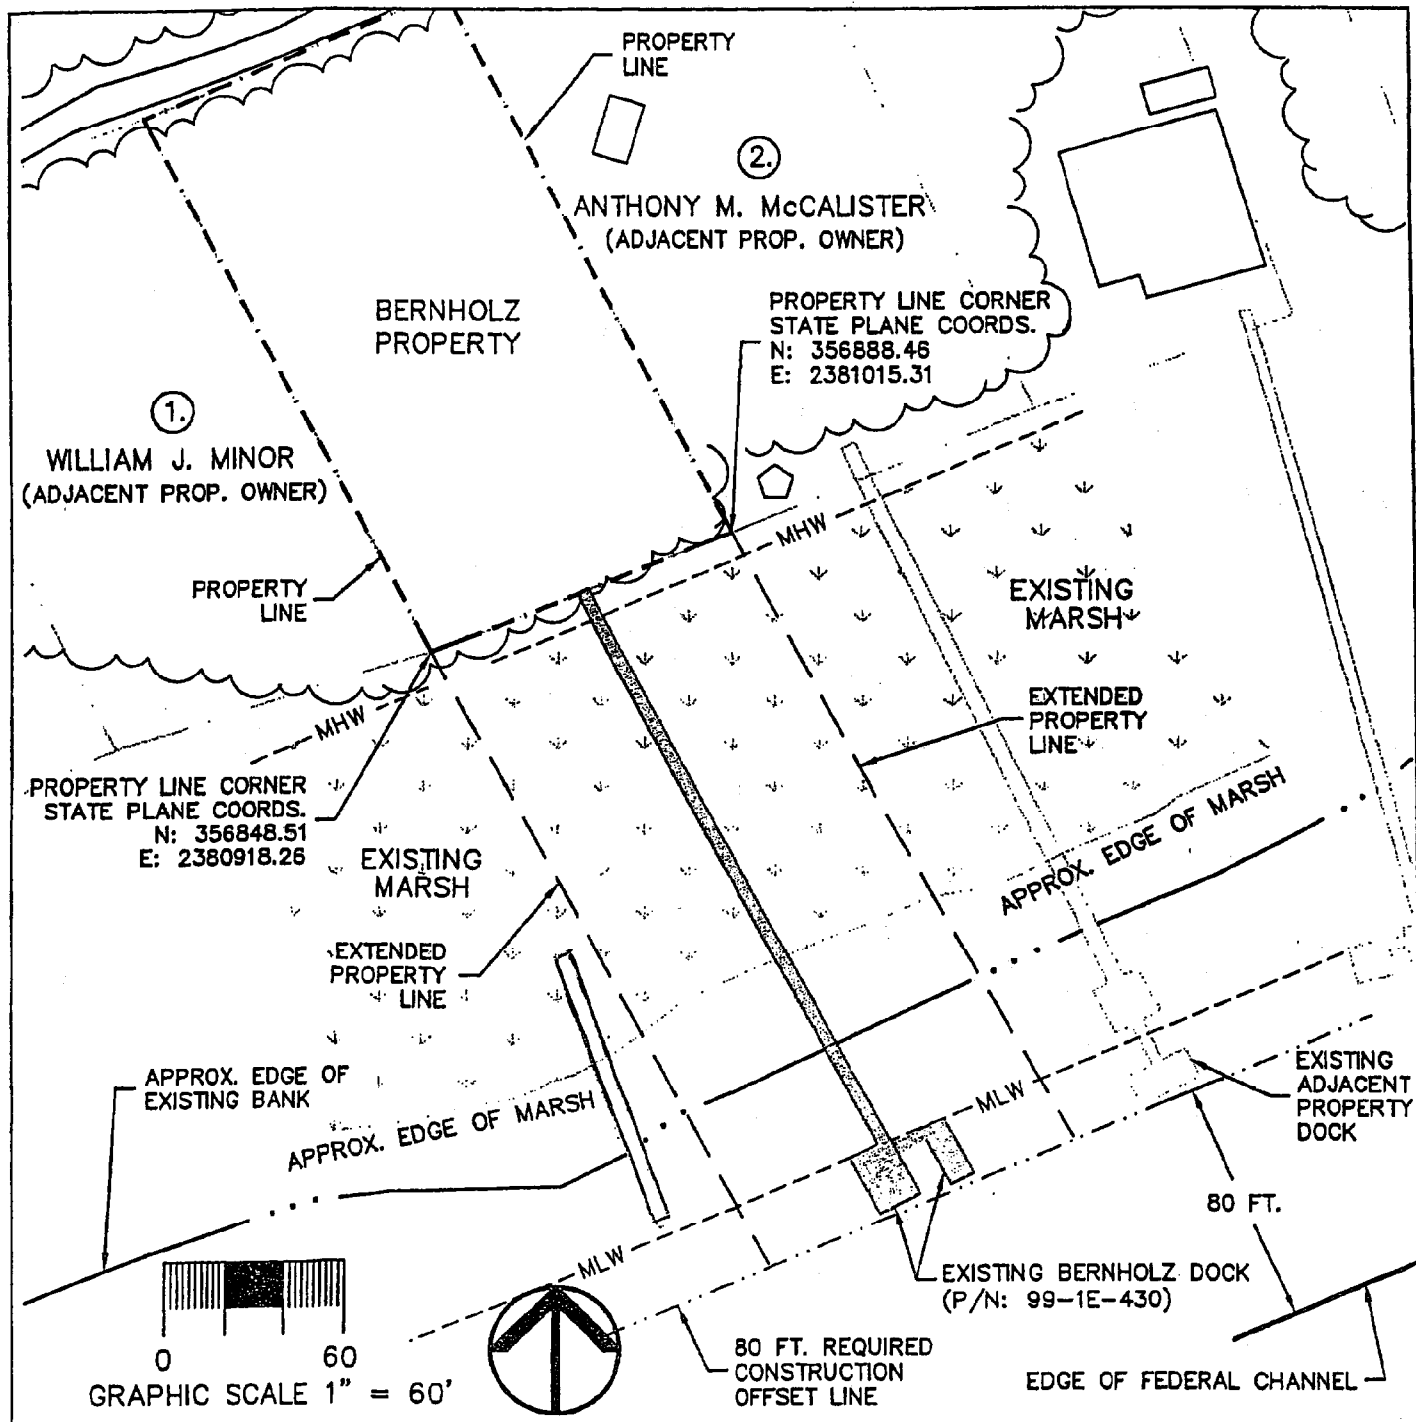 PROPERTY
LINE
2.
ANTHONY M. McCALISTER
(ADJACENT PROP. OWNER)
BERNHOLZ
PROPERTY
PROPERTY LINE CORNER
STATE PLANE COORDS.
N: 356888.46
E: 2381015.31
1.
WILLIAM J. MINOR
(ADJACENT PROP. OWNER)
MHW
PROPERTY
LINE
EXISTING
MARSH
EXTENDED
PROPERTY
LINE
MHW
PROPERTY LINE CORNER
STATE PLANE COORDS.
N: 356848.51
E: 2380918.26
EXISTING
MARSH
APPROX. EDGE OF MARSH
EXTENDED
PROPERTY
LINE
APPROX. EDGE OF
EXISTING BANK
APPROX. EDGE OF MARSH
MLW
EXISTING
ADJACENT
PROPERTY
DOCK
80 FT.
MLW
EXISTING BERNHOLZ DOCK
(P/N: 99-1E-430)
0 60
GRAPHIC SCALE 1" = 60'
80 FT. REQUIRED
CONSTRUCTION
OFFSET LINE
EDGE OF FEDERAL CHANNEL